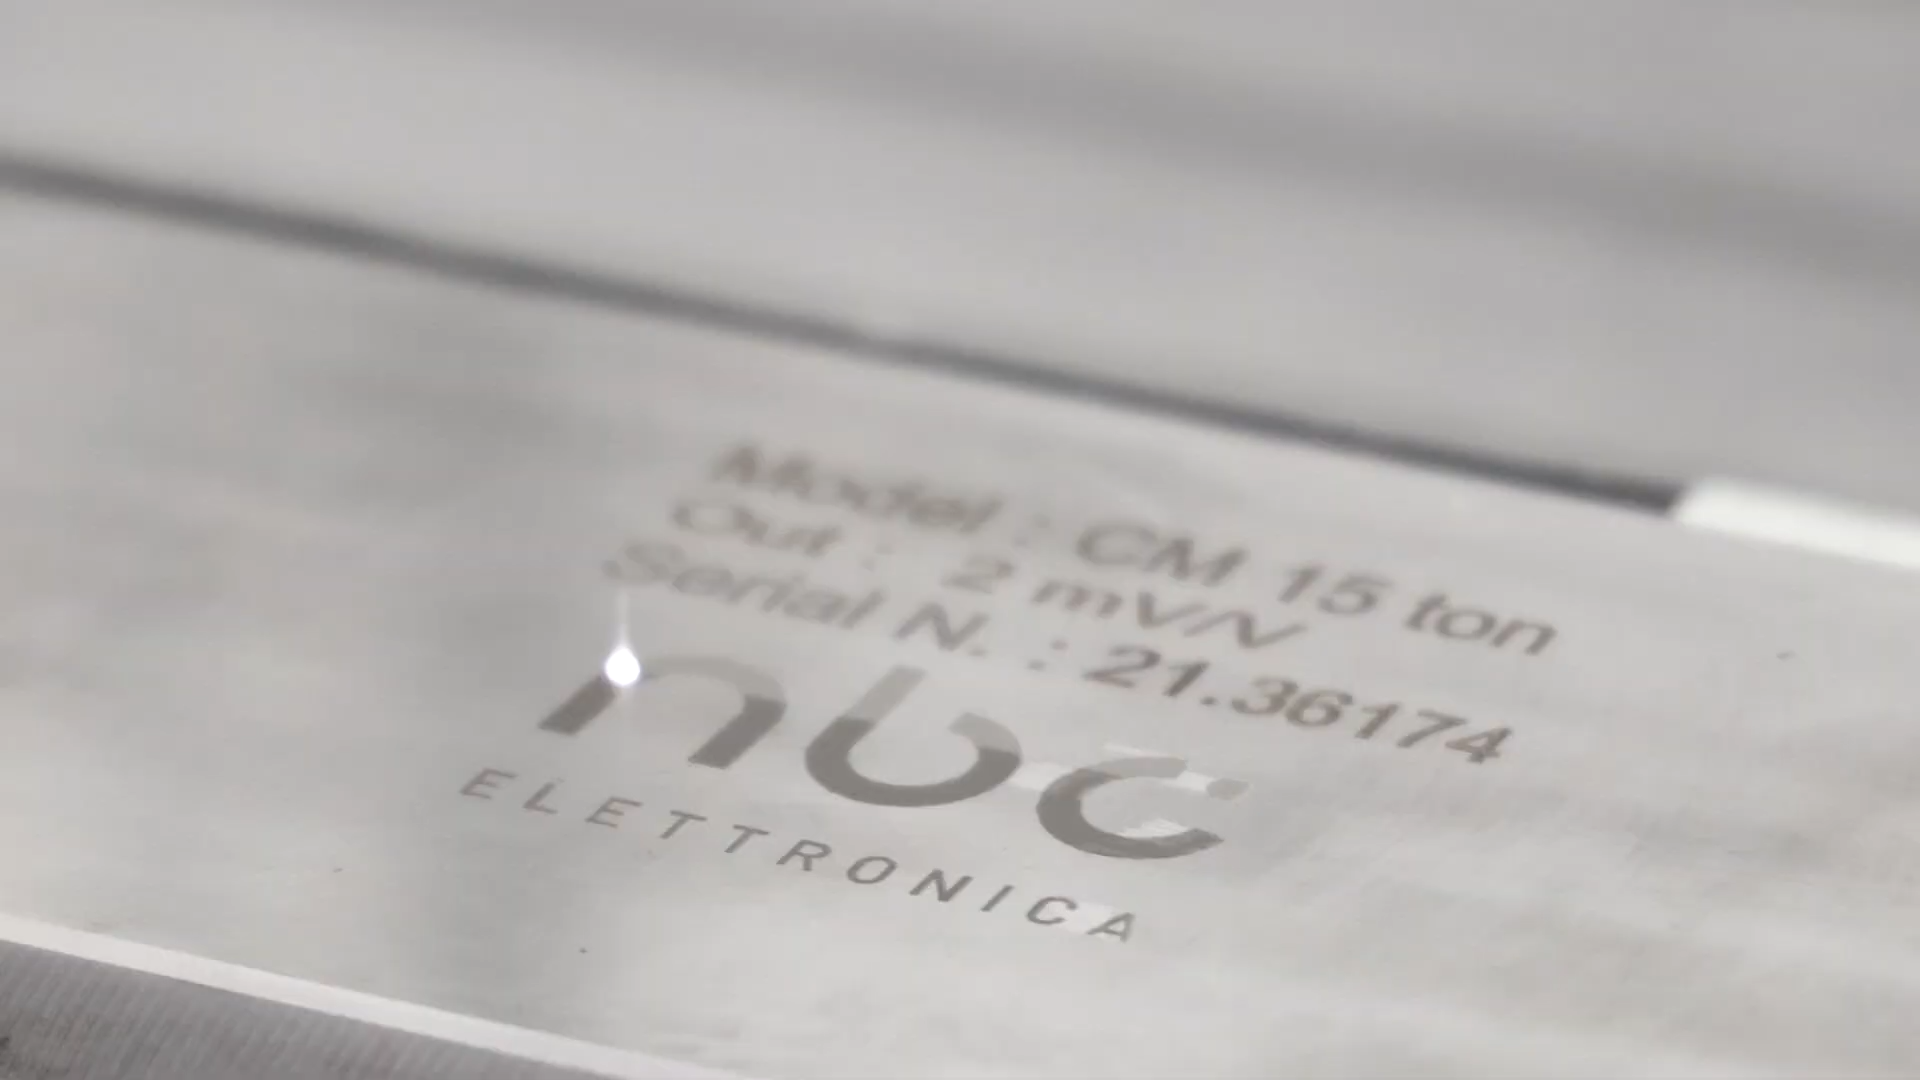 Model : CM 15 ton
Out : 2 mV/V
Serial N. : 21.36174
nbc
ELETTRONICA